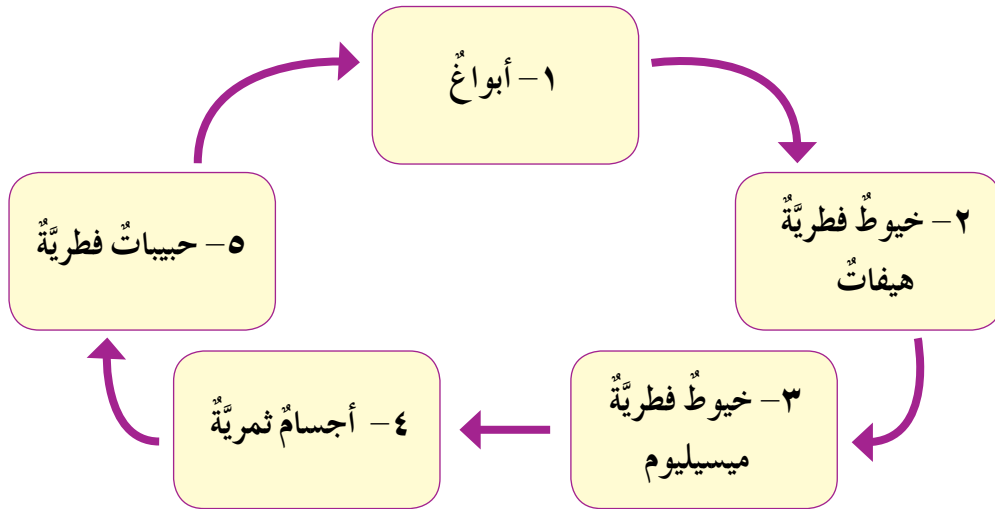 ١– أبواغٌ
٢– خيوطٌ فطريَّةٌ
هيفاتٌ
٣– خيوطٌ فطريَّةٌ
ميسيليوم
٤– أجسامٌ ثمريَّةٌ
٥– حبيباتٌ فطريَّةٌ